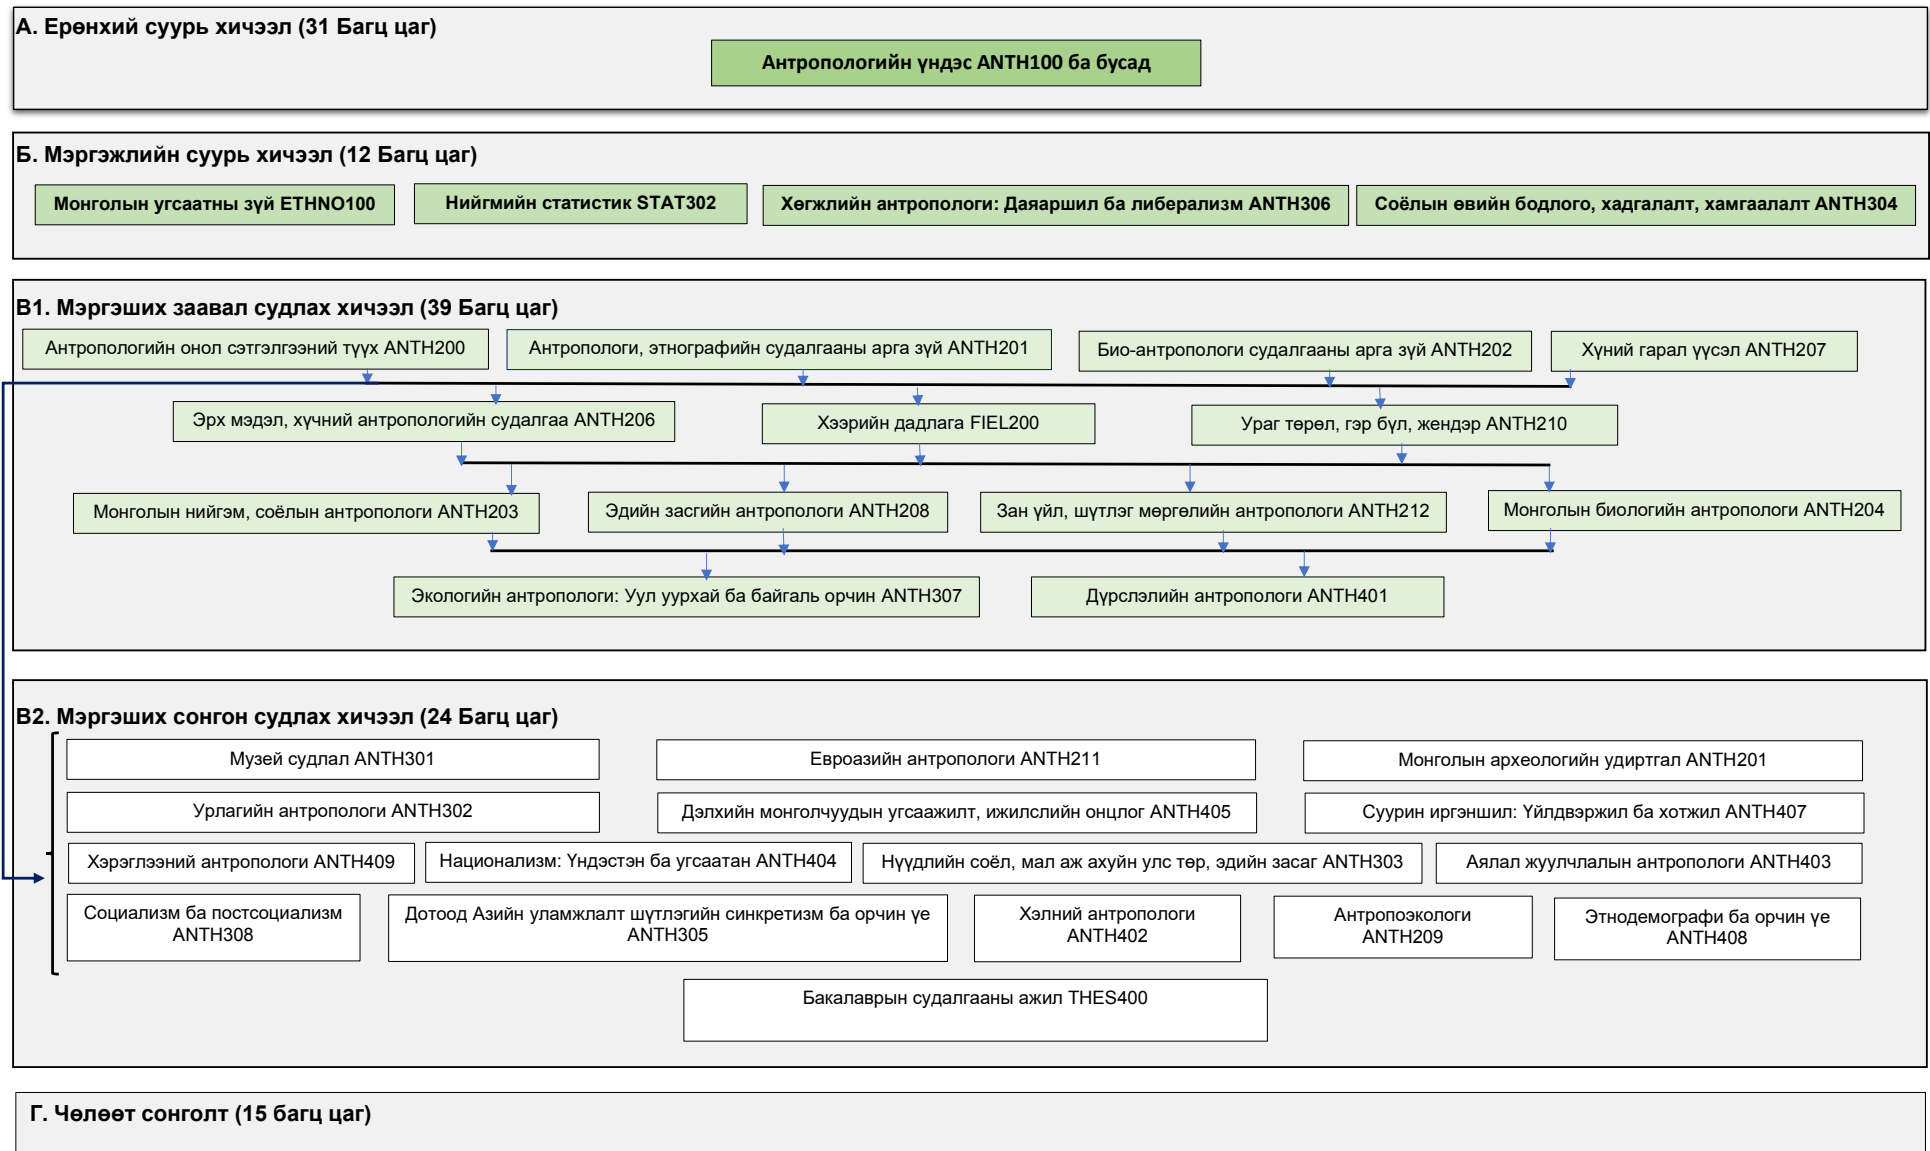 А. Ерөнхий суурь хичээл (31 Багц цаг)
Антропологийн үндэс ANTH100 ба бусад
Б. Мэргэжлийн суурь хичээл (12 Багц цаг)
Монголын угсаатны зүй ETHNO100
Нийгмийн статистик STAT302
Хөгжлийн антропологи: Даяаршил ба либерализм ANTH306
Соёлын өвийн бодлого, хадгалалт, хамгаалалт ANTH304
В1. Мэргэших заавал судлах хичээл (39 Багц цаг)
Антропологийн онол сэтгэлгээний түүх ANTH200
Антропологи, этнографийн судалгааны арга зүй ANTH201
Био-антропологи судалгааны арга зүй ANTH202
Хүний гарал үүсэл ANTH207
Эрх мэдэл, хүчний антропологийн судалгаа ANTH206
Хээрийн дадлага FIEL200
Ураг төрөл, гэр бүл, жендэр ANTH210
Монголын нийгэм, соёлын антропологи ANTH203
Эдийн засгийн антропологи ANTH208
Зан үйл, шүтлэг мөргөлийн антропологи ANTH212
Монголын биологийн антропологи ANTH204
Экологийн антропологи: Уул уурхай ба байгаль орчин ANTH307
Дүрслэлийн антропологи ANTH401
В2. Мэргэших сонгон судлах хичээл (24 Багц цаг)
Музей судлал ANTH301
Евроазийн антропологи ANTH211
Монголын археологийн удиртгал ANTH201
Урлагийн антропологи ANTH302
Дэлхийн монголчуудын угсаажилт, ижилслийн онцлог ANTH405
Суурин иргэншил: Үйлдвэржил ба хотжил ANTH407
Хэрэглээний антропологи ANTH409
Национализм: Үндэстэн ба угсаатан ANTH404
Нүүдлийн соёл, мал аж ахуйн улс төр, эдийн засаг ANTH303
Аялал жуулчлалын антропологи ANTH403
Социализм ба постсоциализм
ANTH308
Дотоод Азийн уламжлалт шүтлэгийн синкретизм ба орчин үе
ANTH305
Хэлний антропологи
ANTH402
Антропоэкологи
ANTH209
Этнодемографи ба орчин үе
ANTH408
Бакалаврын судалгааны ажил THES400
Г. Чөлөөт сонголт (15 багц цаг)